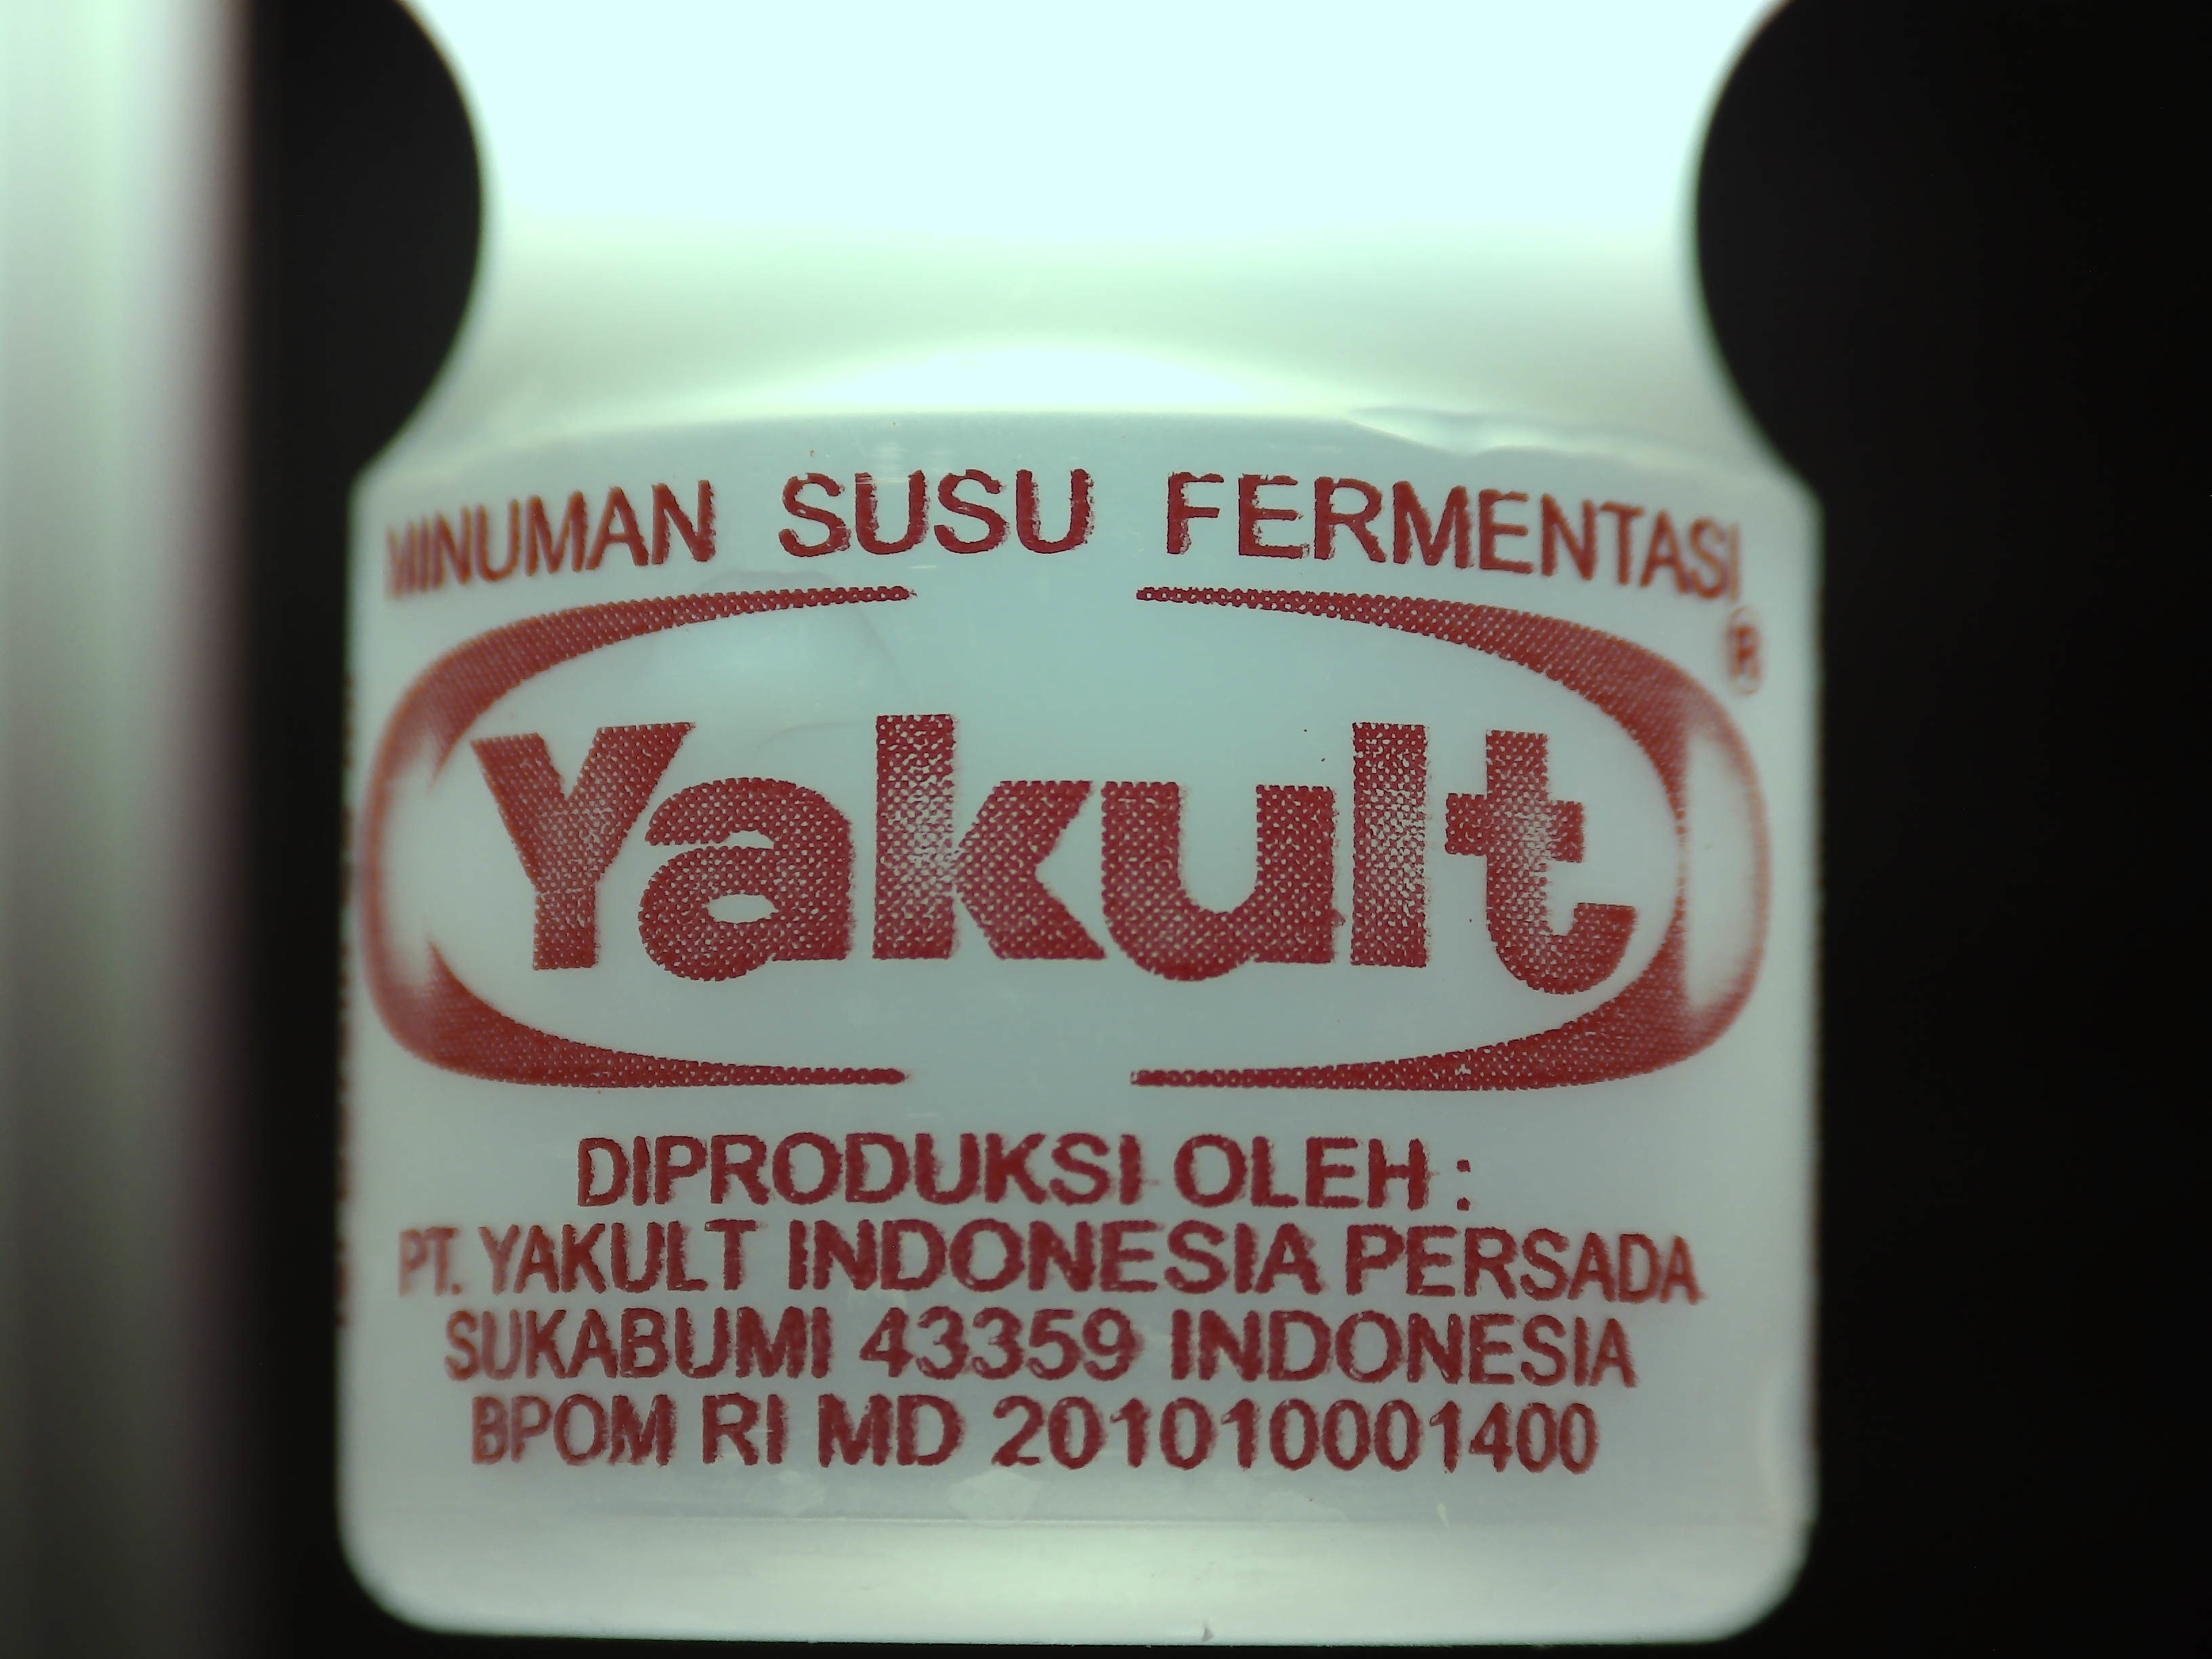 MINUMAN SUSU FERMENTASI
Yakult®
DIPRODUKSI OLEH :
PT. YAKULT INDONESIA PERSADA
SUKABUMI 43359 INDONESIA
BPOM RI MD 201010001400